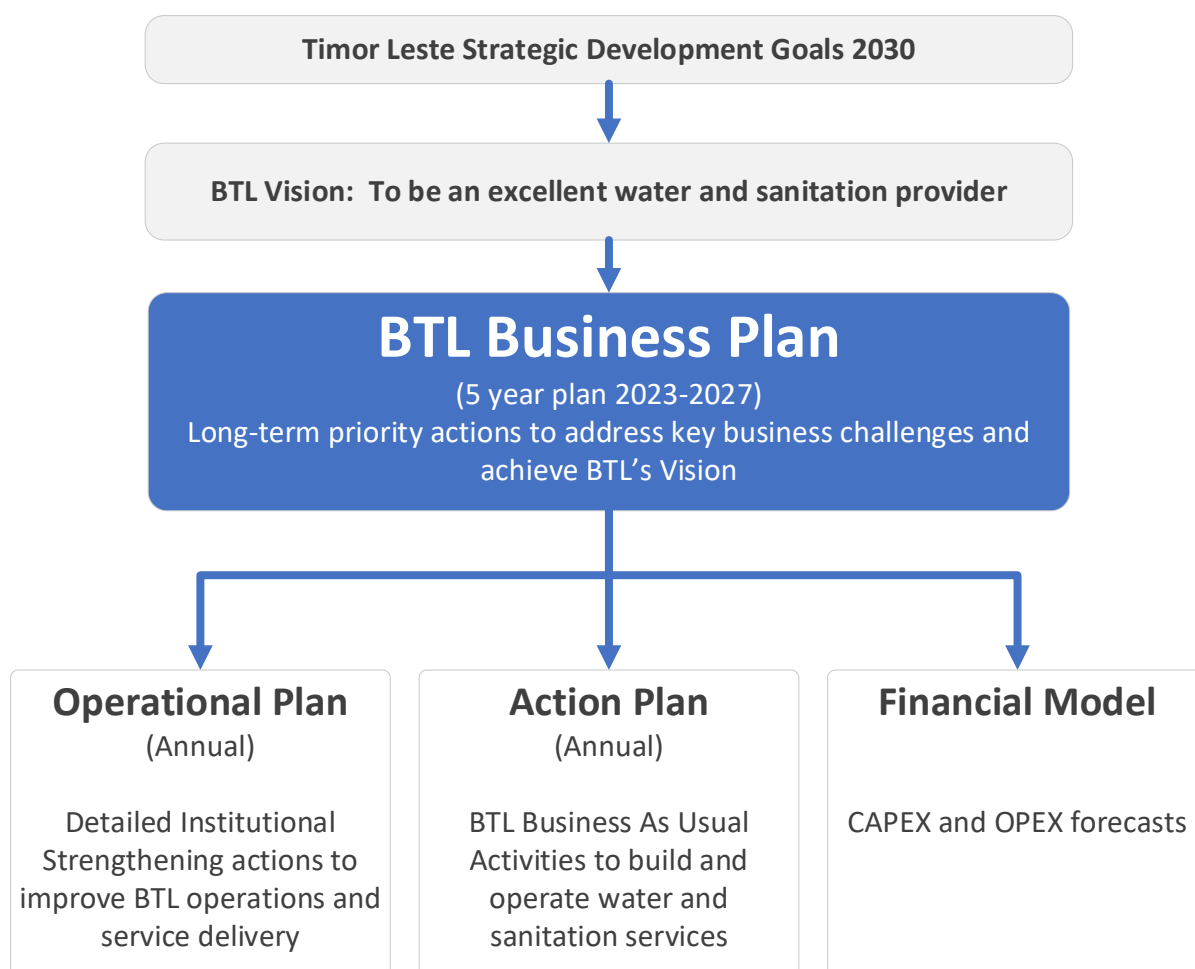 Timor Leste Strategic Development Goals 2030
BTL Vision:  To be an excellent water and sanitation provider
BTL Business Plan
(5 year plan 2023-2027)
Long-term priority actions to address key business challenges and
achieve BTL’s Vision
Operational Plan
(Annual)
Detailed Institutional
Strengthening actions to
improve BTL operations and
service delivery
Action Plan
(Annual)
BTL Business As Usual
Activities to build and
operate water and
sanitation services
Financial Model
CAPEX and OPEX forecasts